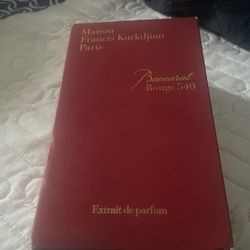 Maison
Francis Kurkdjian
Paris
Baccarat
Rouge 540
Extrait de parfum